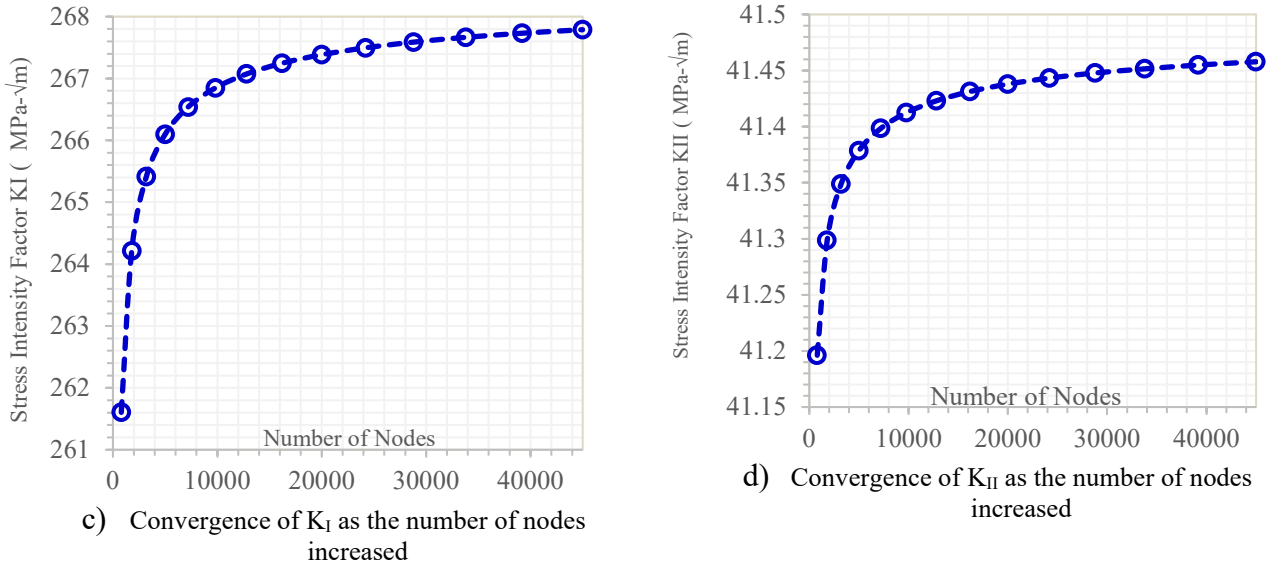 268
267
266
265
264
263
262
261
Stress Intensity Factor KI ( MPa-√m)
Number of Nodes
0 10000 20000 30000 40000
c) Convergence of KI as the number of nodes
increased
41.5
41.45
41.4
41.35
41.3
41.25
41.2
41.15
Stress Intensity Factor KII ( MPa-√m)
Number of Nodes
0 10000 20000 30000 40000
d) Convergence of KII as the number of nodes
increased